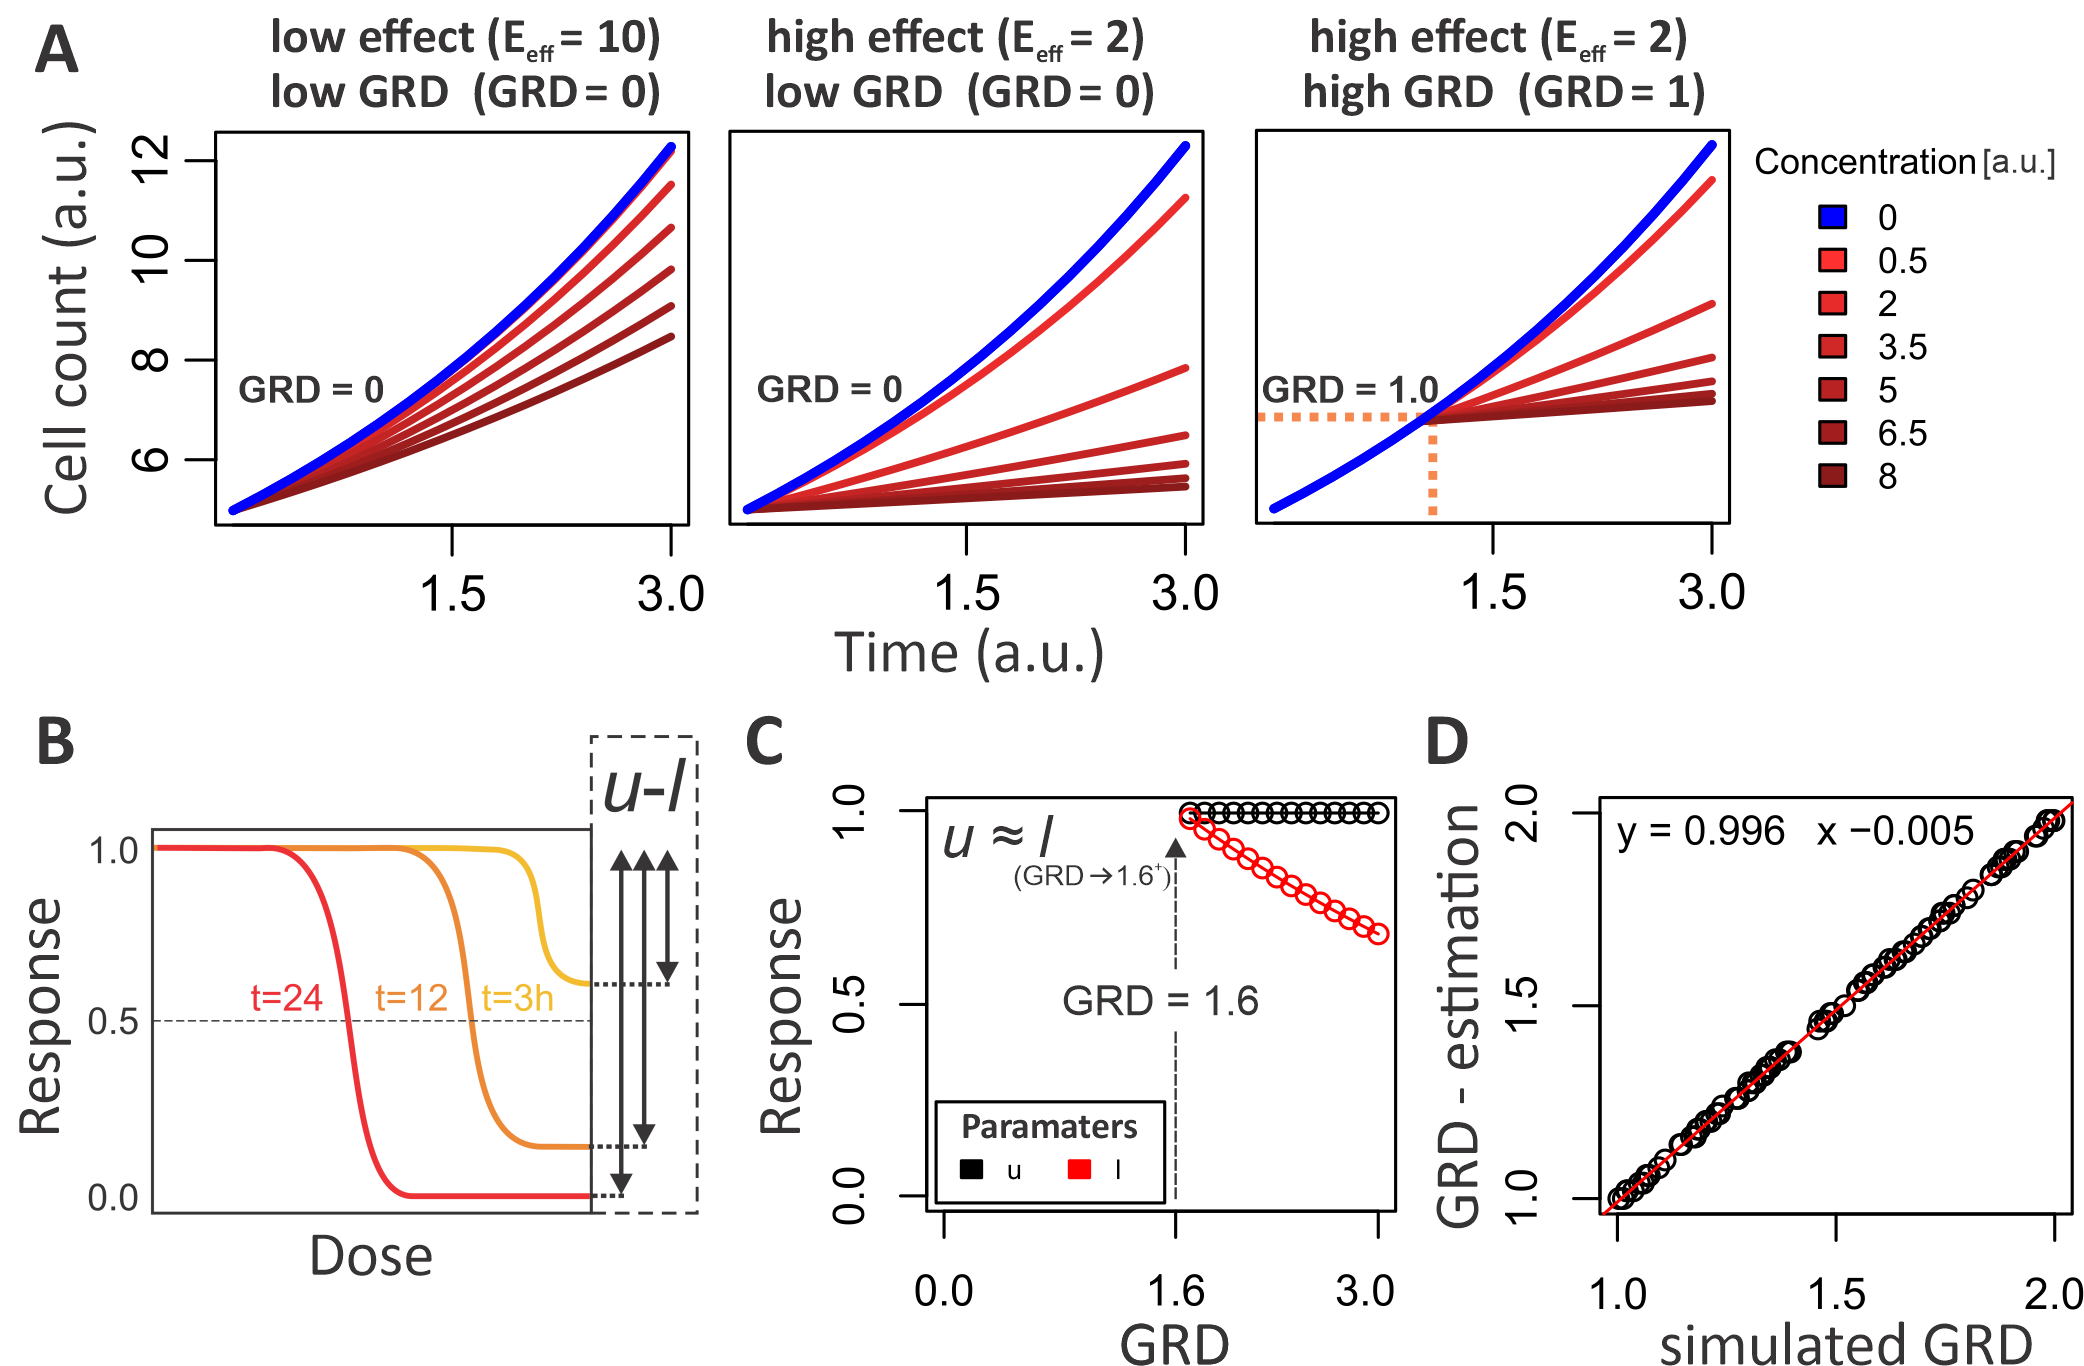 A
low effect (Eeff = 10)
low GRD (GRD = 0)
high effect (Eeff = 2)
low GRD (GRD = 0)
high effect (Eeff = 2)
high GRD (GRD = 1)
Cell count (a.u.)
12
10
8
6
GRD = 0
GRD = 0
GRD = 1.0
1.5
3.0
1.5
3.0
1.5
3.0
Time (a.u.)
Concentration [a.u.]
0
0.5
2
3.5
5
6.5
8
B
u-l
Response
1.0
0.5
0.0
t=24
t=12
t=3h
Dose
C
Response
1.0
0.5
0.0
u ≈ l
(GRD→1.6⁺)
GRD = 1.6
Paramaters
u
l
0.0
1.6
3.0
GRD
D
GRD - estimation
2.0
1.5
1.0
y = 0.996 x −0.005
1.0
1.5
2.0
simulated GRD